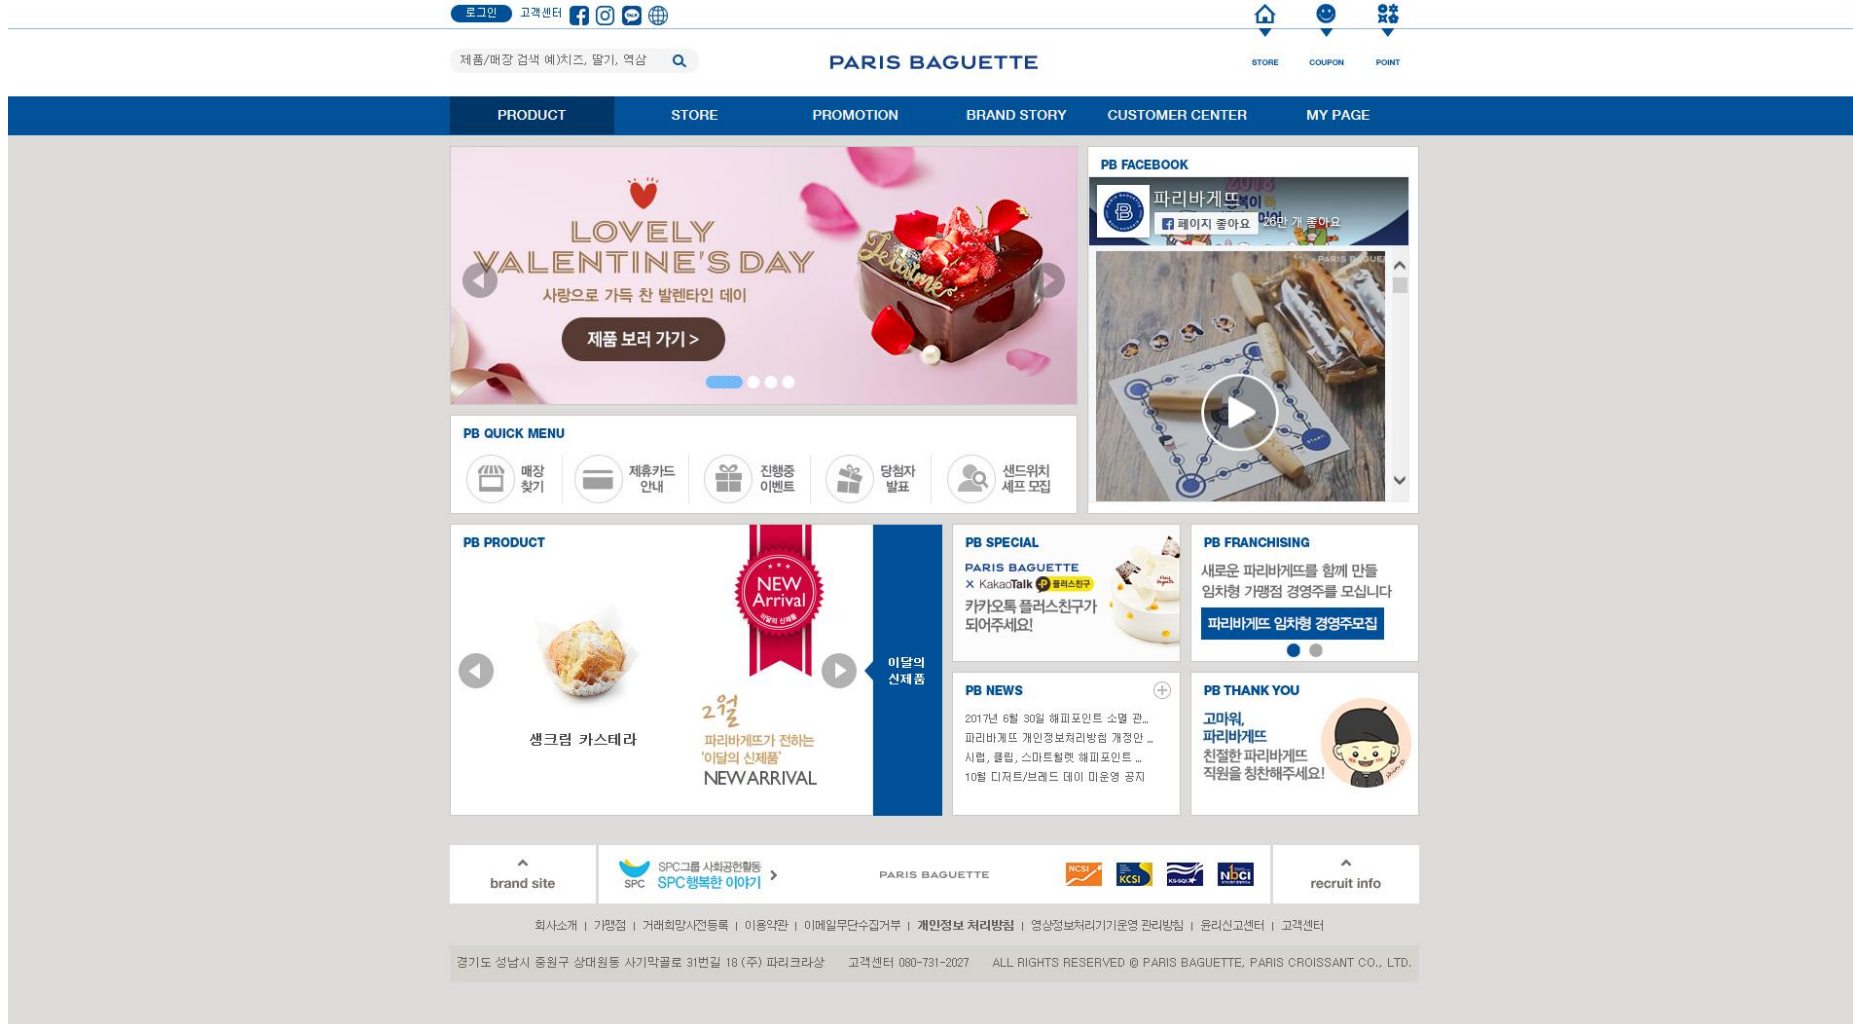 로그인
고객센터
제품/매장 검색 예)치즈, 딸기, 역삼
PARIS BAGUETTE
STORE
COUPON
POINT
PRODUCT
STORE
PROMOTION
BRAND STORY
CUSTOMER CENTER
MY PAGE
LOVELY
VALENTINE'S DAY
사랑으로 가득 찬 발렌타인 데이
제품 보러 가기 >
Je t'aime
PB FACEBOOK
파리바게뜨
페이지 좋아요
26만 개 좋아요
2018
PB QUICK MENU
매장
찾기
제휴카드
안내
진행중
이벤트
당첨자
발표
샌드위치
셰프 모집
PB PRODUCT
NEW
Arrival
이달의 신제품
생크림 카스테라
2월
파리바게뜨가 전하는
'이달의 신제품'
NEW ARRIVAL
이달의
신제품
PB SPECIAL
PARIS BAGUETTE
X KakaoTalk 플러스친구
카카오톡 플러스친구가
되어주세요!
PB FRANCHISING
새로운 파리바게뜨를 함께 만들
임차형 가맹점 경영주를 모십니다
파리바게뜨 임차형 경영주모집
PB NEWS
2017년 6월 30일 해피포인트 소멸 관...
파리바게뜨 개인정보처리방침 개정안 ...
시럽, 클립, 스마트월렛 해피포인트 ...
10월 디저트/브레드 데이 미운영 공지
PB THANK YOU
고마워,
파리바게뜨
친절한 파리바게뜨
직원을 칭찬해주세요!
brand site
SPC
SPC그룹 사회공헌활동
SPC행복한 이야기
PARIS BAGUETTE
NCSI
KCSI
KS-SQI
NbCI
recruit info
회사소개 | 가맹점 | 거래희망사전등록 | 이용약관 | 이메일무단수집거부 | 개인정보 처리방침 | 영상정보처리기기운영 관리방침 | 윤리신고센터 | 고객센터
경기도 성남시 중원구 상대원동 사기막골로 31번길 18 (주) 파리크라상 고객센터 080-731-2027 ALL RIGHTS RESERVED @ PARIS BAGUETTE, PARIS CROISSANT CO., LTD.